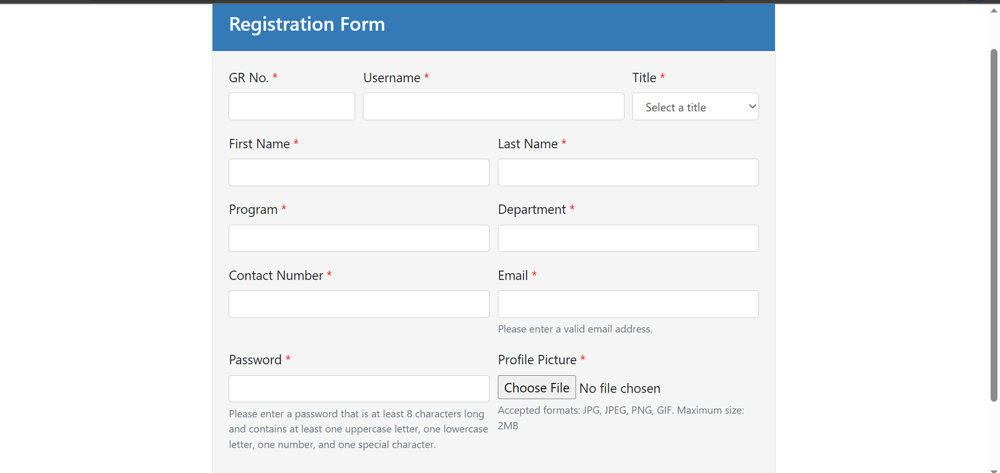 Registration Form
GR No. * Username * Title *
Select a title
First Name * Last Name *
Program * Department *
Contact Number * Email *
Please enter a valid email address.
Password * Profile Picture *
Choose File No file chosen
Please enter a password that is at least 8 characters long
and contains at least one uppercase letter, one lowercase
letter, one number, and one special character.
Accepted formats: JPG, JPEG, PNG, GIF. Maximum size:
2MB